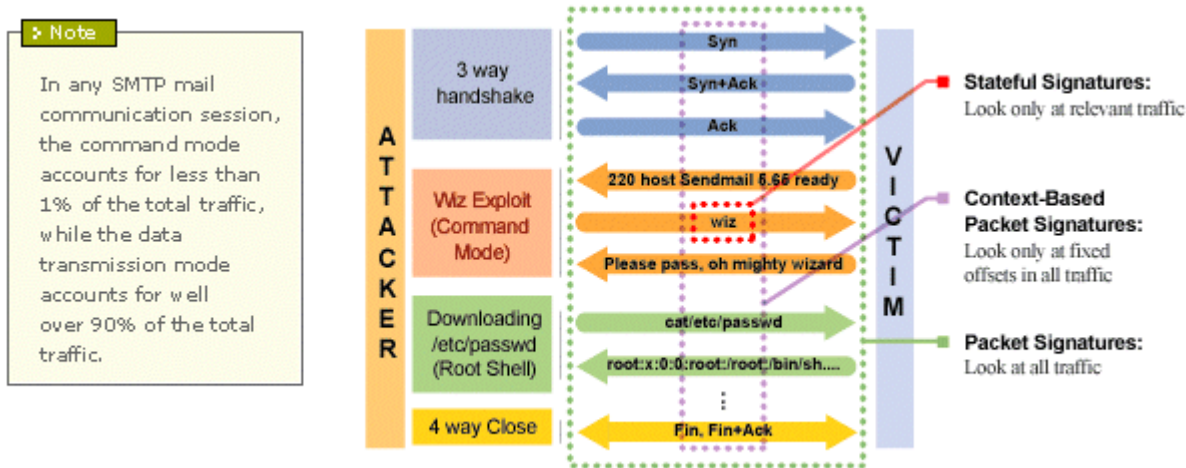 Note
In any SMTP mail
communication session,
the command mode
accounts for less than
1% of the total traffic,
while the data
transmission mode
accounts for well
over 90% of the total
traffic.
ATTACKER
3 way
handshake
Syn
Syn+Ack
Ack
Wiz Exploit
(Command
Mode)
220 host Sendmail 5.65 ready
wiz
Please pass, oh mighty wizard
Downloading
/etc/passwd
(Root Shell)
cat/etc/passwd
root:x:0:0:root:/root:/bin/sh....
4 way Close
Fin, Fin+Ack
VICTIM
Stateful Signatures:
Look only at relevant traffic
Context-Based
Packet Signatures:
Look only at fixed
offsets in all traffic
Packet Signatures:
Look at all traffic